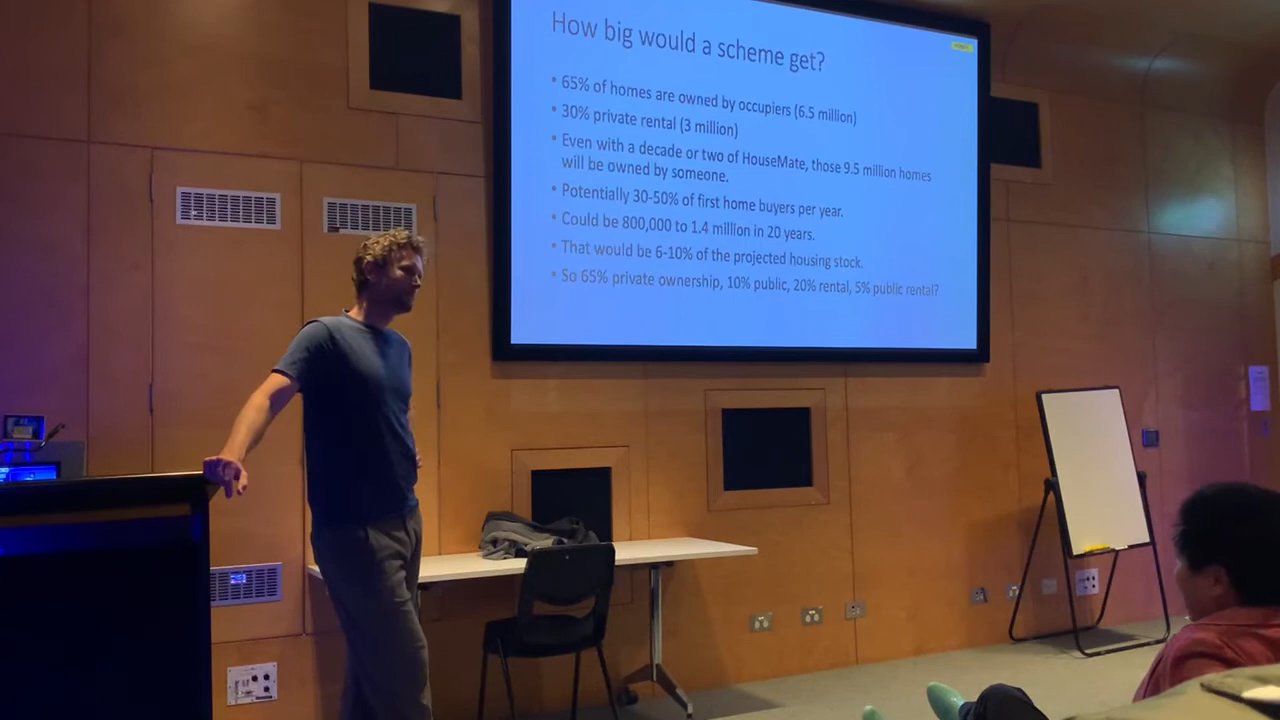 How big would a scheme get?
• 65% of homes are owned by occupiers (6.5 million)
• 30% private rental (3 million)
• Even with a decade or two of HouseMate, those 9.5 million homes
will be owned by someone.
• Potentially 30-50% of first home buyers per year.
• Could be 800,000 to 1.4 million in 20 years.
• That would be 6-10% of the projected housing stock.
• So 65% private ownership, 10% public, 20% rental, 5% public rental?